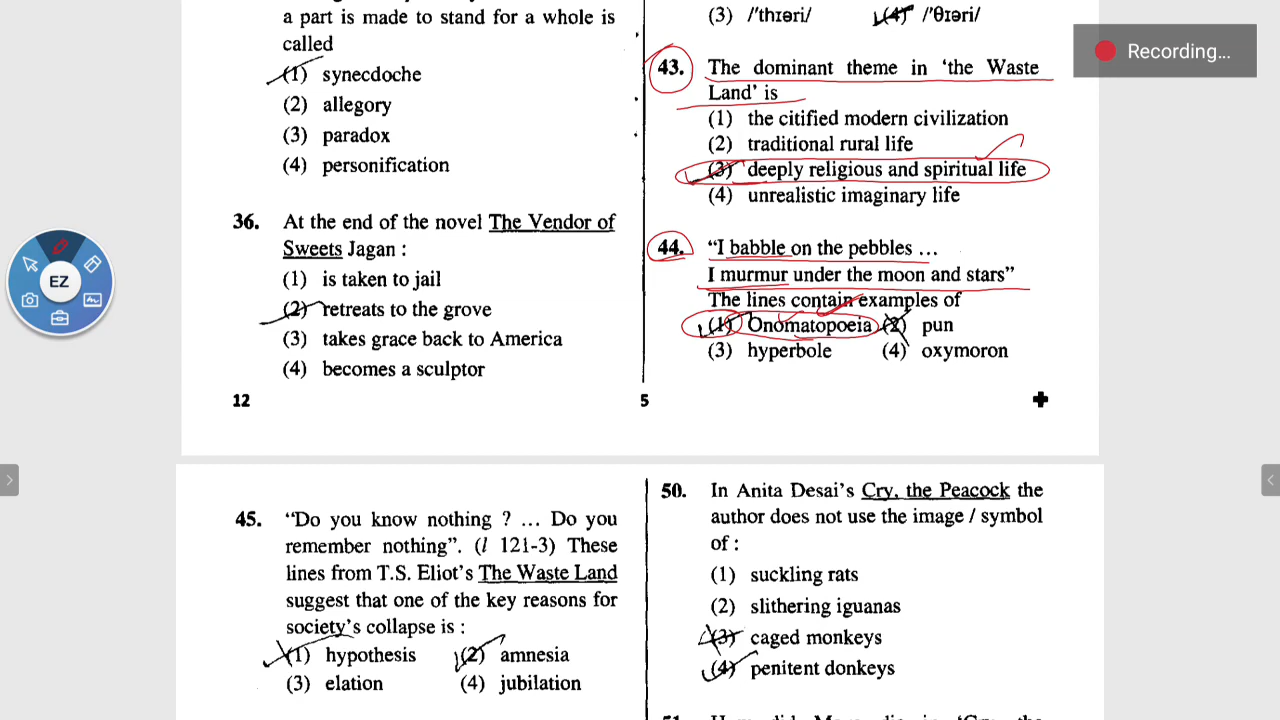 a part is made to stand for a whole is
called
(1) synecdoche
(2) allegory
(3) paradox
(4) personification
36. At the end of the novel The Vendor of
Sweets Jagan :
(1) is taken to jail
(2) retreats to the grove
(3) takes grace back to America
(4) becomes a sculptor
12
(3) /'thɪəri/ (4) /'θɪəri/
43. The dominant theme in ‘the Waste
Land’ is
(1) the citified modern civilization
(2) traditional rural life
(3) deeply religious and spiritual life
(4) unrealistic imaginary life
44. “I babble on the pebbles ...
I murmur under the moon and stars”
The lines contain examples of
(1) Onomatopoeia (2) pun
(3) hyperbole (4) oxymoron
5
Recording...
EZ
45. “Do you know nothing ? ... Do you
remember nothing”. (l 121-3) These
lines from T.S. Eliot’s The Waste Land
suggest that one of the key reasons for
society’s collapse is :
(1) hypothesis (2) amnesia
(3) elation (4) jubilation
50. In Anita Desai’s Cry, the Peacock the
author does not use the image / symbol
of :
(1) suckling rats
(2) slithering iguanas
(3) caged monkeys
(4) penitent donkeys